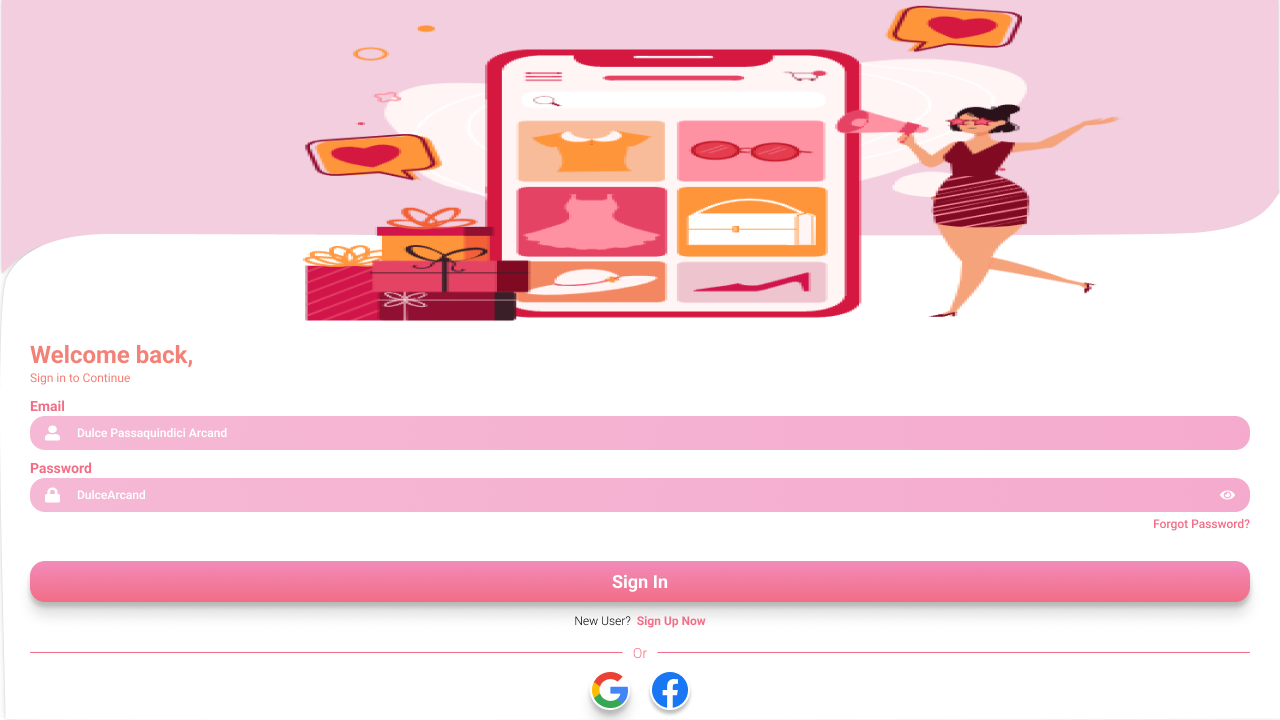 Welcome back,
Sign in to Continue
Email
Dulce Passaquindici Arcand
Password
DulceArcand
Forgot Password?
Sign In
New User? Sign Up Now
Or